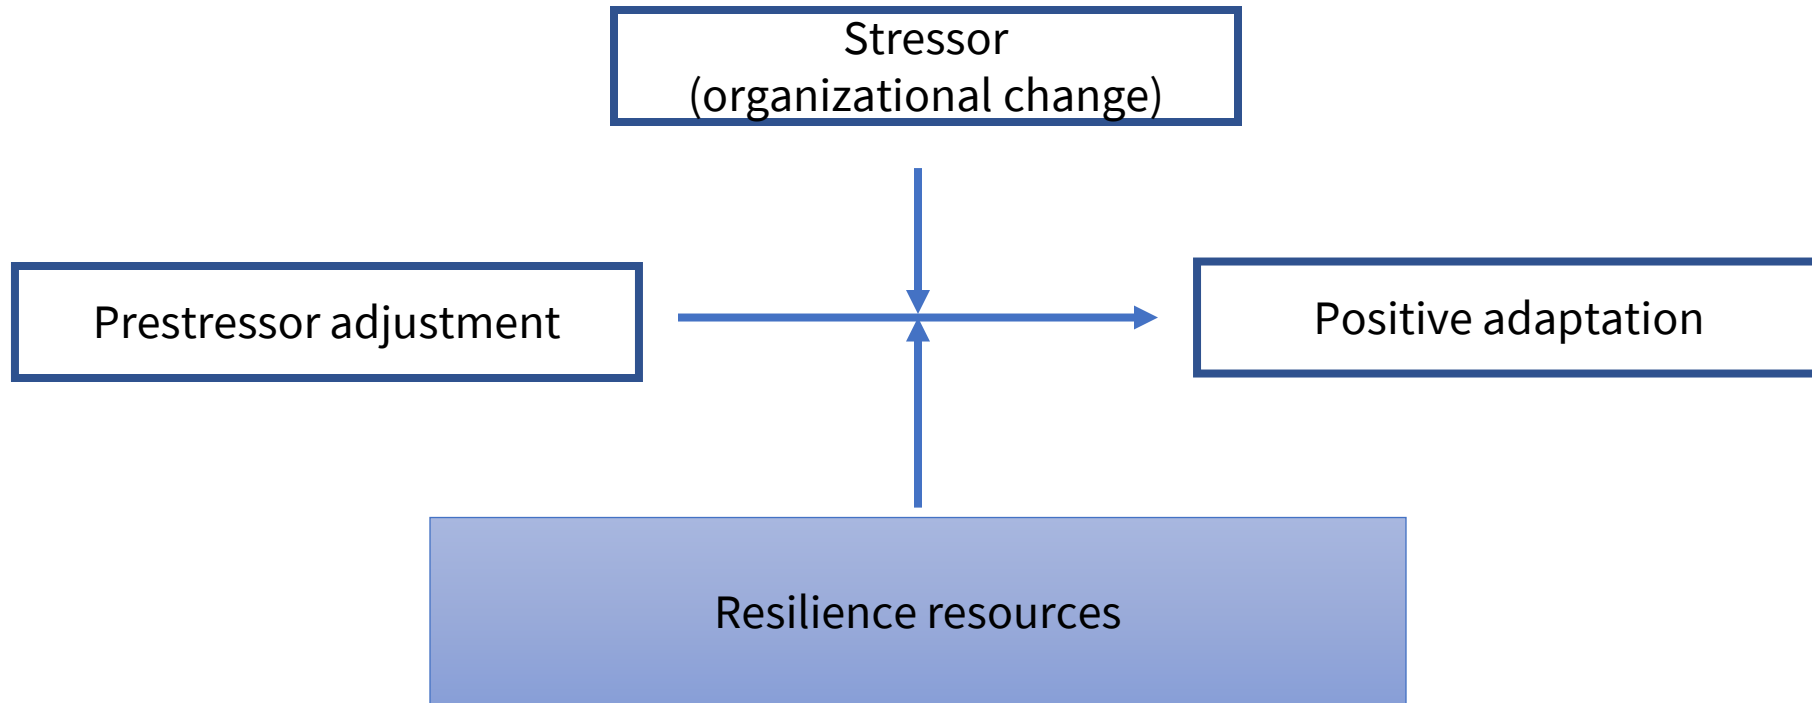 Stressor
(organizational change)
Prestressor adjustment
Positive adaptation
Resilience resources